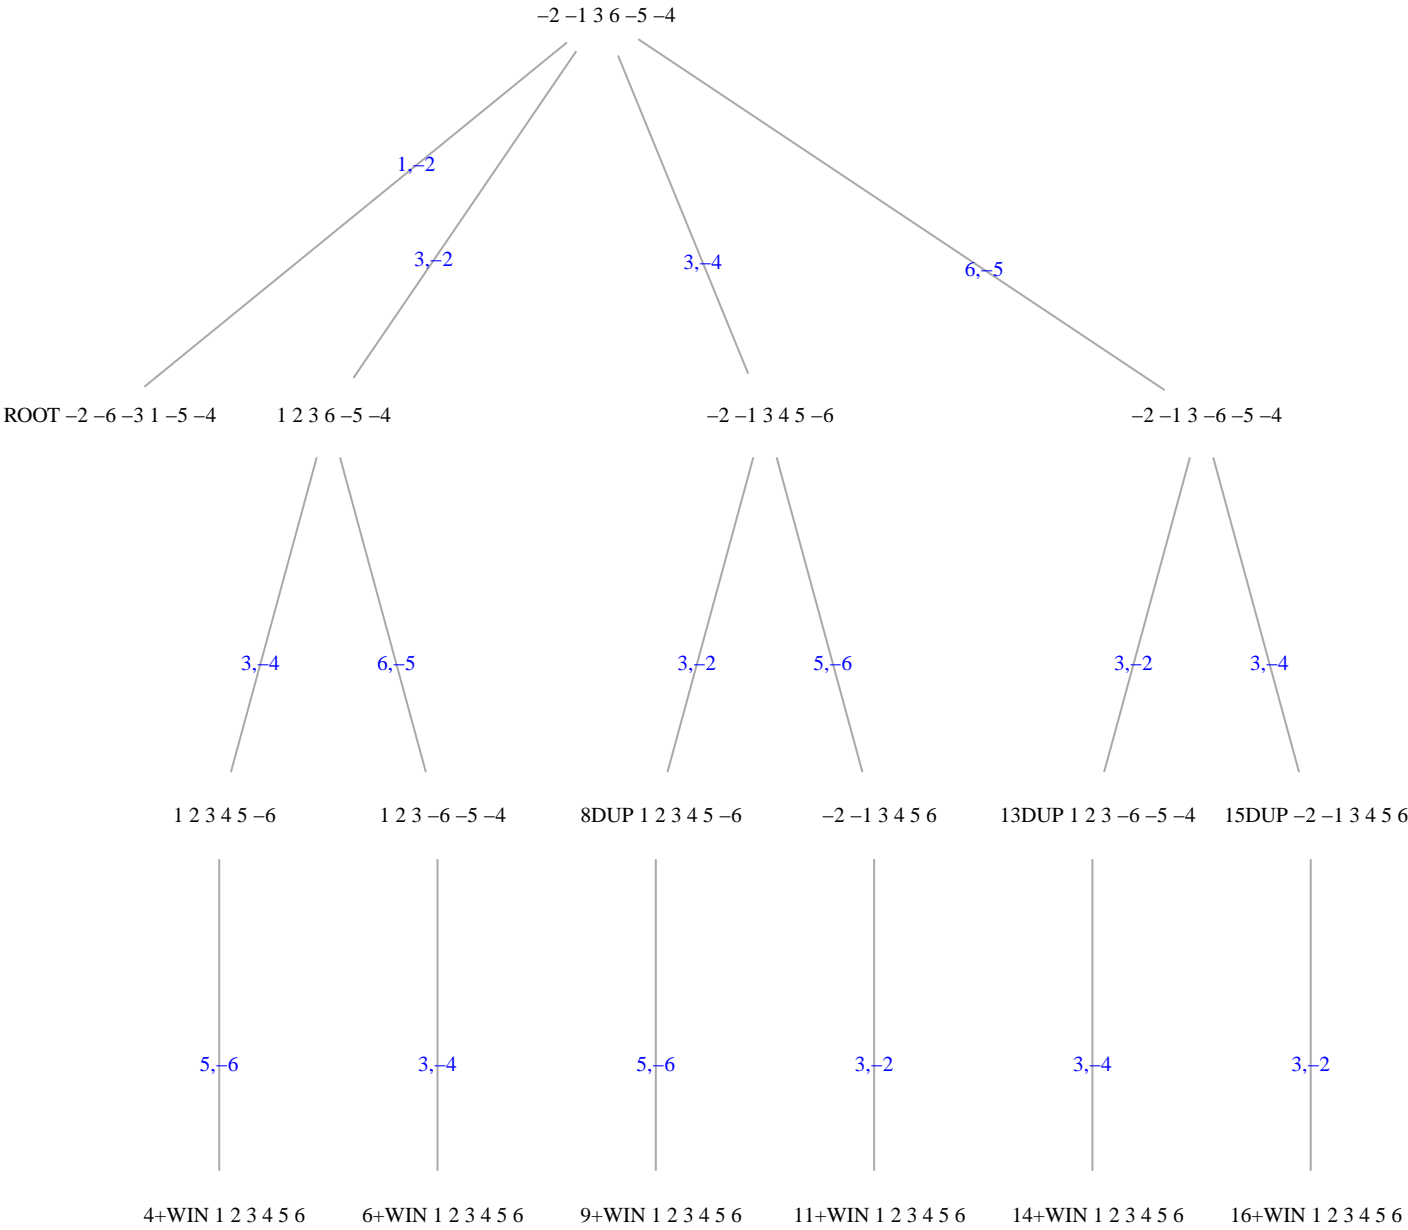 –2 –1 3 6 –5 –4
1,–2
3,–2
3,–4
6,–5
ROOT –2 –6 –3 1 –5 –4
1 2 3 6 –5 –4
–2 –1 3 4 5 –6
–2 –1 3 –6 –5 –4
3,–4
6,–5
3,–2
5,–6
3,–2
3,–4
1 2 3 4 5 –6
1 2 3 –6 –5 –4
8DUP 1 2 3 4 5 –6
–2 –1 3 4 5 6
13DUP 1 2 3 –6 –5 –4
15DUP –2 –1 3 4 5 6
5,–6
3,–4
5,–6
3,–2
3,–4
3,–2
4+WIN 1 2 3 4 5 6
6+WIN 1 2 3 4 5 6
9+WIN 1 2 3 4 5 6
11+WIN 1 2 3 4 5 6
14+WIN 1 2 3 4 5 6
16+WIN 1 2 3 4 5 6